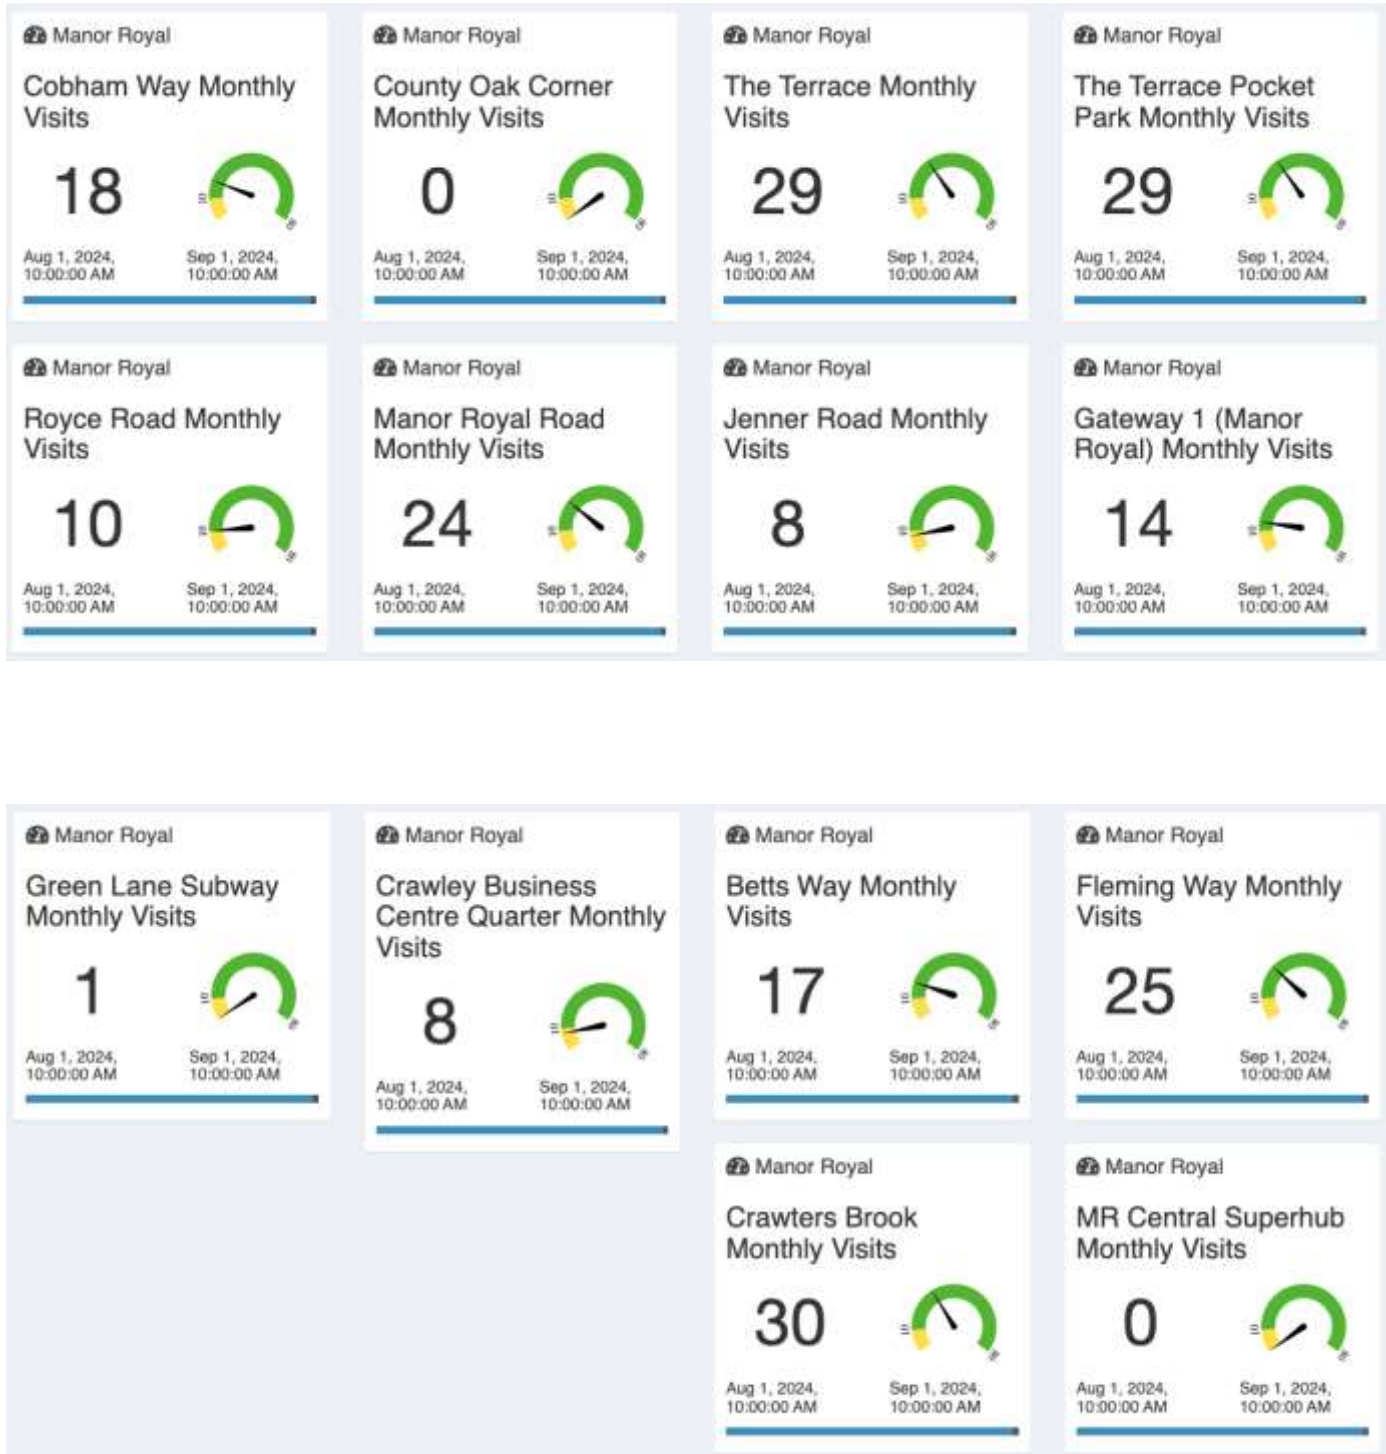 Manor Royal
Cobham Way Monthly
Visits
18
Aug 1, 2024,
10:00:00 AM
Sep 1, 2024,
10:00:00 AM
Manor Royal
County Oak Corner
Monthly Visits
0
Aug 1, 2024,
10:00:00 AM
Sep 1, 2024,
10:00:00 AM
Manor Royal
The Terrace Monthly
Visits
29
Aug 1, 2024,
10:00:00 AM
Sep 1, 2024,
10:00:00 AM
Manor Royal
The Terrace Pocket
Park Monthly Visits
29
Aug 1, 2024,
10:00:00 AM
Sep 1, 2024,
10:00:00 AM
Manor Royal
Royce Road Monthly
Visits
10
Aug 1, 2024,
10:00:00 AM
Sep 1, 2024,
10:00:00 AM
Manor Royal
Manor Royal Road
Monthly Visits
24
Aug 1, 2024,
10:00:00 AM
Sep 1, 2024,
10:00:00 AM
Manor Royal
Jenner Road Monthly
Visits
8
Aug 1, 2024,
10:00:00 AM
Sep 1, 2024,
10:00:00 AM
Manor Royal
Gateway 1 (Manor
Royal) Monthly Visits
14
Aug 1, 2024,
10:00:00 AM
Sep 1, 2024,
10:00:00 AM
Manor Royal
Green Lane Subway
Monthly Visits
1
Aug 1, 2024,
10:00:00 AM
Sep 1, 2024,
10:00:00 AM
Manor Royal
Crawley Business
Centre Quarter Monthly
Visits
8
Aug 1, 2024,
10:00:00 AM
Sep 1, 2024,
10:00:00 AM
Manor Royal
Betts Way Monthly
Visits
17
Aug 1, 2024,
10:00:00 AM
Sep 1, 2024,
10:00:00 AM
Manor Royal
Fleming Way Monthly
Visits
25
Aug 1, 2024,
10:00:00 AM
Sep 1, 2024,
10:00:00 AM
Manor Royal
Crawters Brook
Monthly Visits
30
Aug 1, 2024,
10:00:00 AM
Sep 1, 2024,
10:00:00 AM
Manor Royal
MR Central Superhub
Monthly Visits
0
Aug 1, 2024,
10:00:00 AM
Sep 1, 2024,
10:00:00 AM